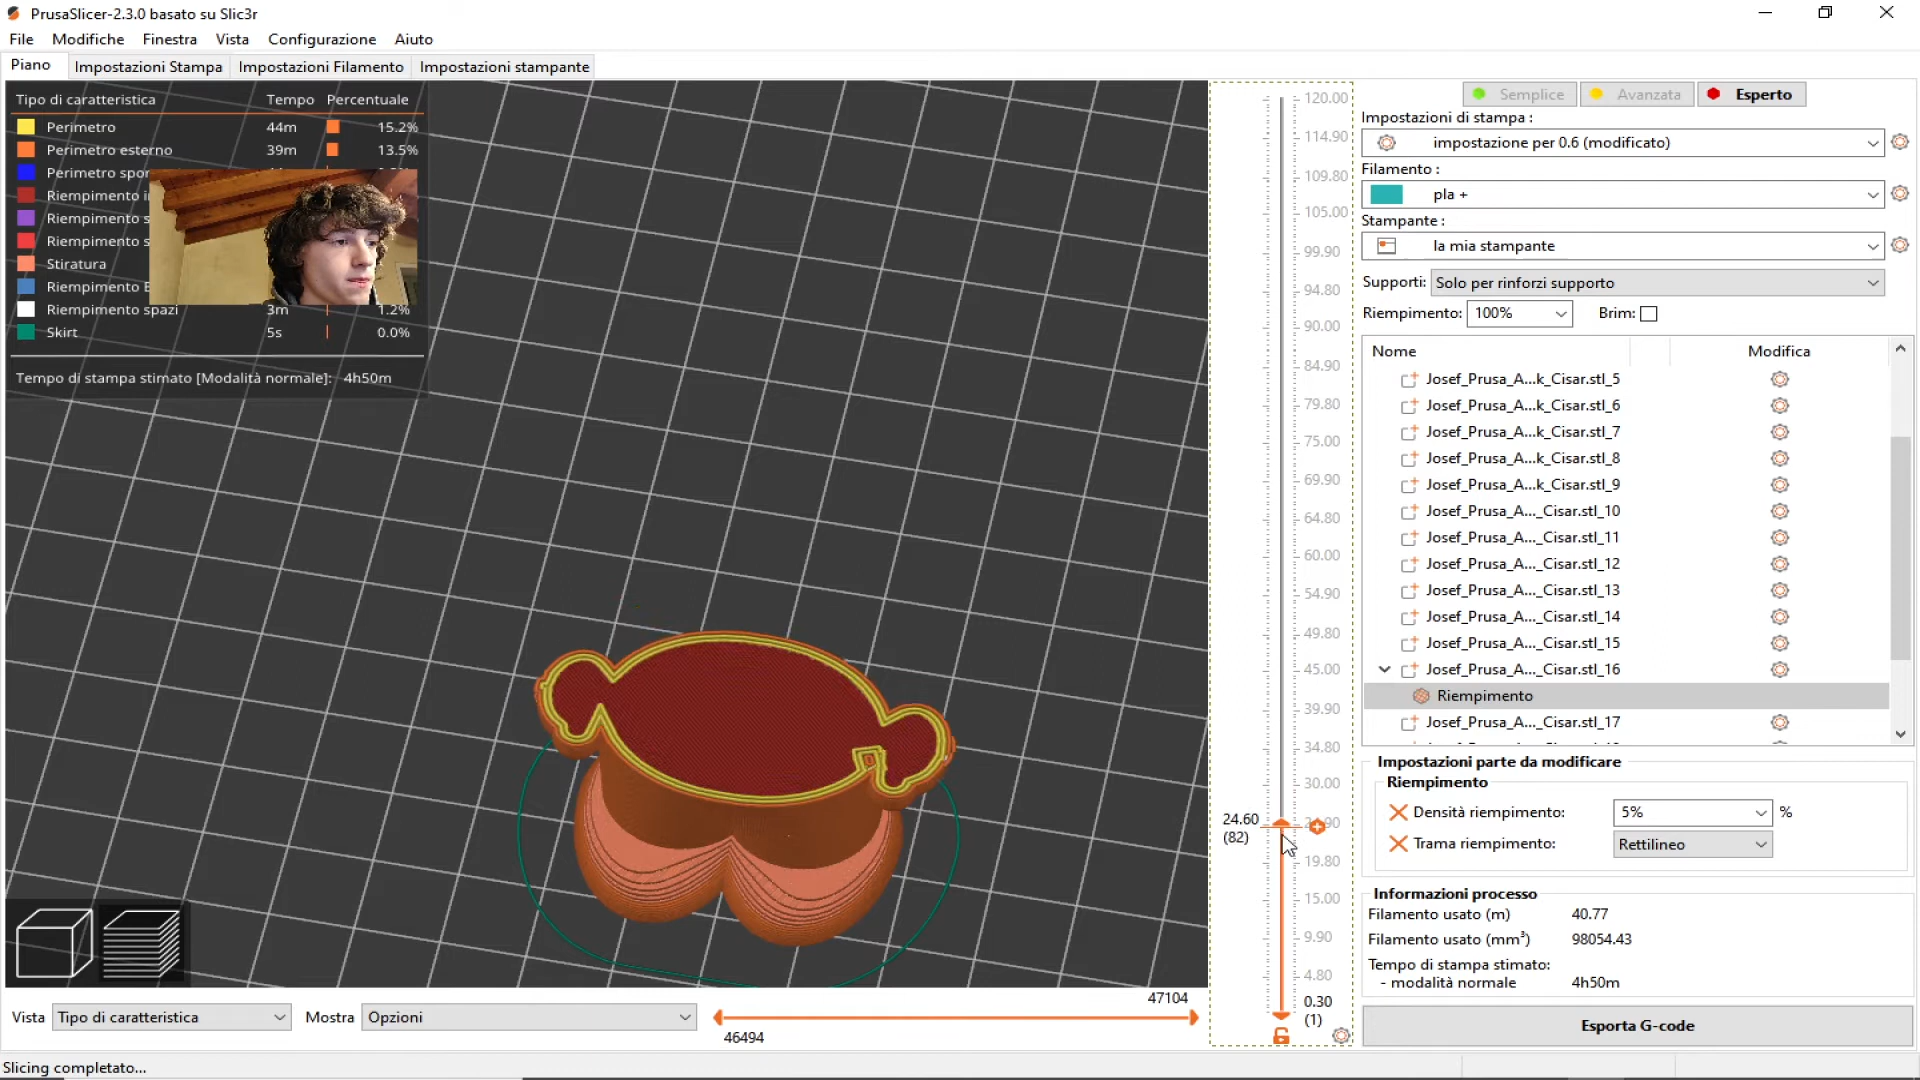 PrusaSlicer-2.3.0 basato su Slic3r
File Modifiche Finestra Vista Configurazione Aiuto
Piano Impostazioni Stampa Impostazioni Filamento Impostazioni stampante
Tipo di caratteristica Tempo Percentuale
Perimetro 44m 15.2%
Perimetro esterno 39m 13.5%
Perimetro spor
Riempimento i
Riempimento s
Riempimento s
Stiratura
Riempimento
Riempimento spazi 3m 1.2%
Skirt 5s 0.0%
Tempo di stampa stimato [Modalità normale]: 4h50m
120.00
114.90
109.80
105.00
99.90
94.80
90.00
84.90
79.80
75.00
69.90
64.80
60.00
54.90
49.80
45.00
39.90
34.80
30.00
24.60
(82)
19.80
15.00
9.90
4.80
0.30
(1)
Semplice Avanzata Esperto
Impostazioni di stampa :
impostazione per 0.6 (modificato)
Filamento :
pla +
Stampante :
la mia stampante
Supporti: Solo per rinforzi supporto
Riempimento: 100% Brim:
Nome Modifica
Josef_Prusa_A...k_Cisar.stl_5
Josef_Prusa_A...k_Cisar.stl_6
Josef_Prusa_A...k_Cisar.stl_7
Josef_Prusa_A...k_Cisar.stl_8
Josef_Prusa_A...k_Cisar.stl_9
Josef_Prusa_A..._Cisar.stl_10
Josef_Prusa_A..._Cisar.stl_11
Josef_Prusa_A..._Cisar.stl_12
Josef_Prusa_A..._Cisar.stl_13
Josef_Prusa_A..._Cisar.stl_14
Josef_Prusa_A..._Cisar.stl_15
Josef_Prusa_A..._Cisar.stl_16
Riempimento
Josef_Prusa_A..._Cisar.stl_17
Impostazioni parte da modificare
Riempimento
Densità riempimento: 5% %
Trama riempimento: Rettilineo
Informazioni processo
Filamento usato (m) 40.77
Filamento usato (mm³) 98054.43
Tempo di stampa stimato:
- modalità normale 4h50m
Esporta G-code
47104
Vista Tipo di caratteristica Mostra Opzioni
46494
Slicing completato...